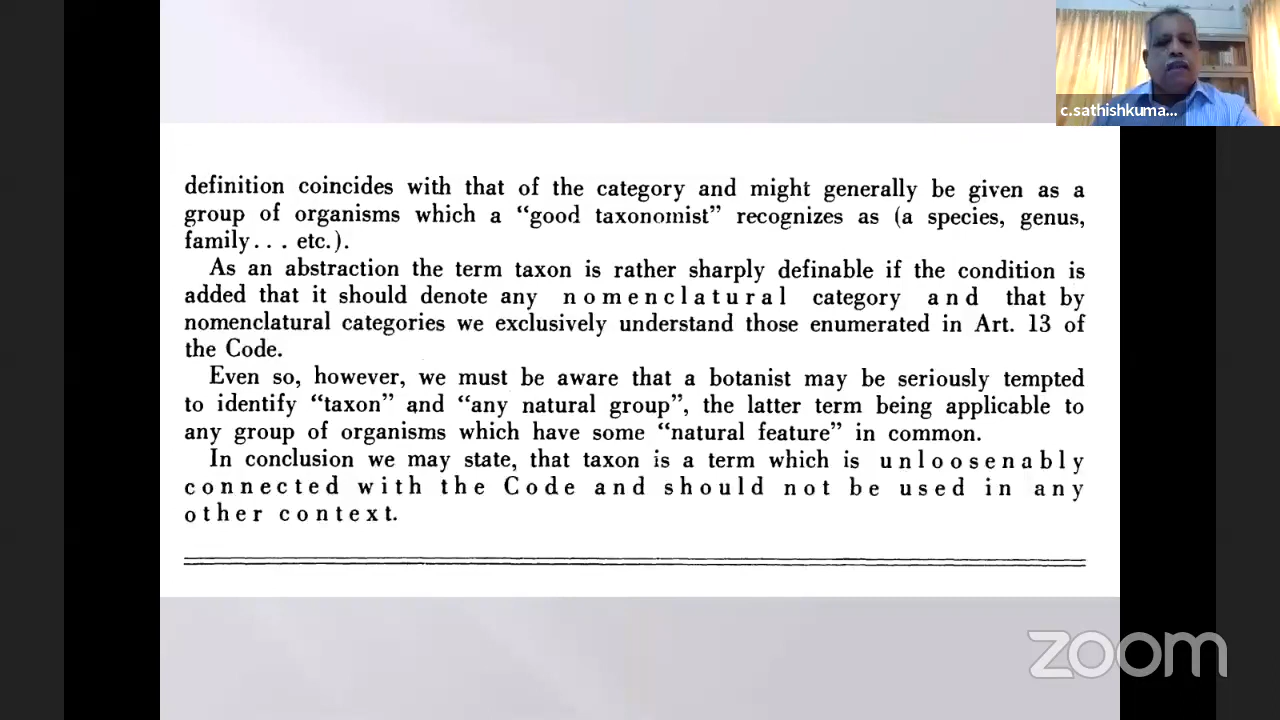 c.sathishkuma...
definition coincides with that of the category and might generally be given as a
group of organisms which a “good taxonomist” recognizes as (a species, genus,
family... etc.).
As an abstraction the term taxon is rather sharply definable if the condition is
added that it should denote any nomenclatural category and that by
nomenclatural categories we exclusively understand those enumerated in Art. 13 of
the Code.
Even so, however, we must be aware that a botanist may be seriously tempted
to identify “taxon” and “any natural group”, the latter term being applicable to
any group of organisms which have some “natural feature” in common.
In conclusion we may state, that taxon is a term which is unloosenably
connected with the Code and should not be used in any
other context.
zoom